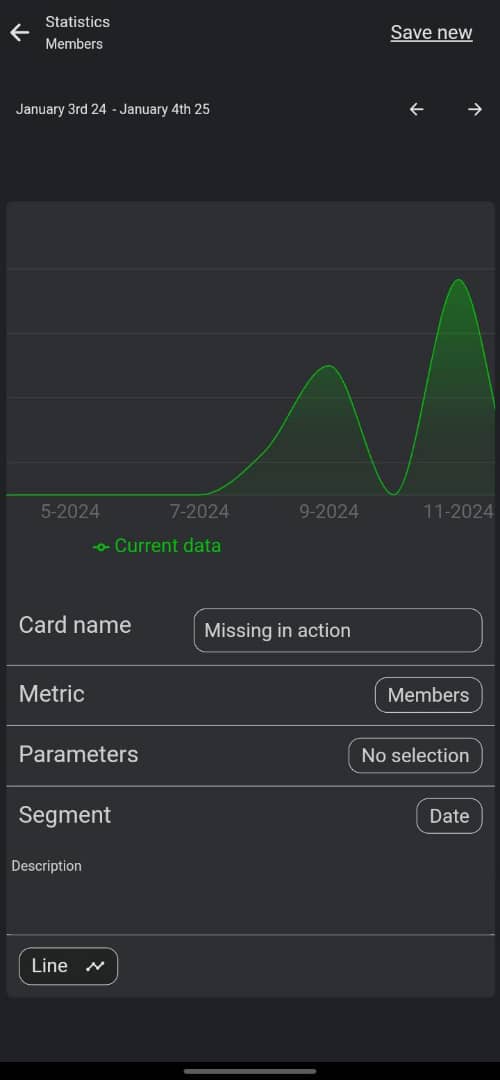 Statistics
Members
Save new
January 3rd 24 - January 4th 25
5-2024 7-2024 9-2024 11-2024
Current data
Card name Missing in action
Metric Members
Parameters No selection
Segment Date
Description
Line